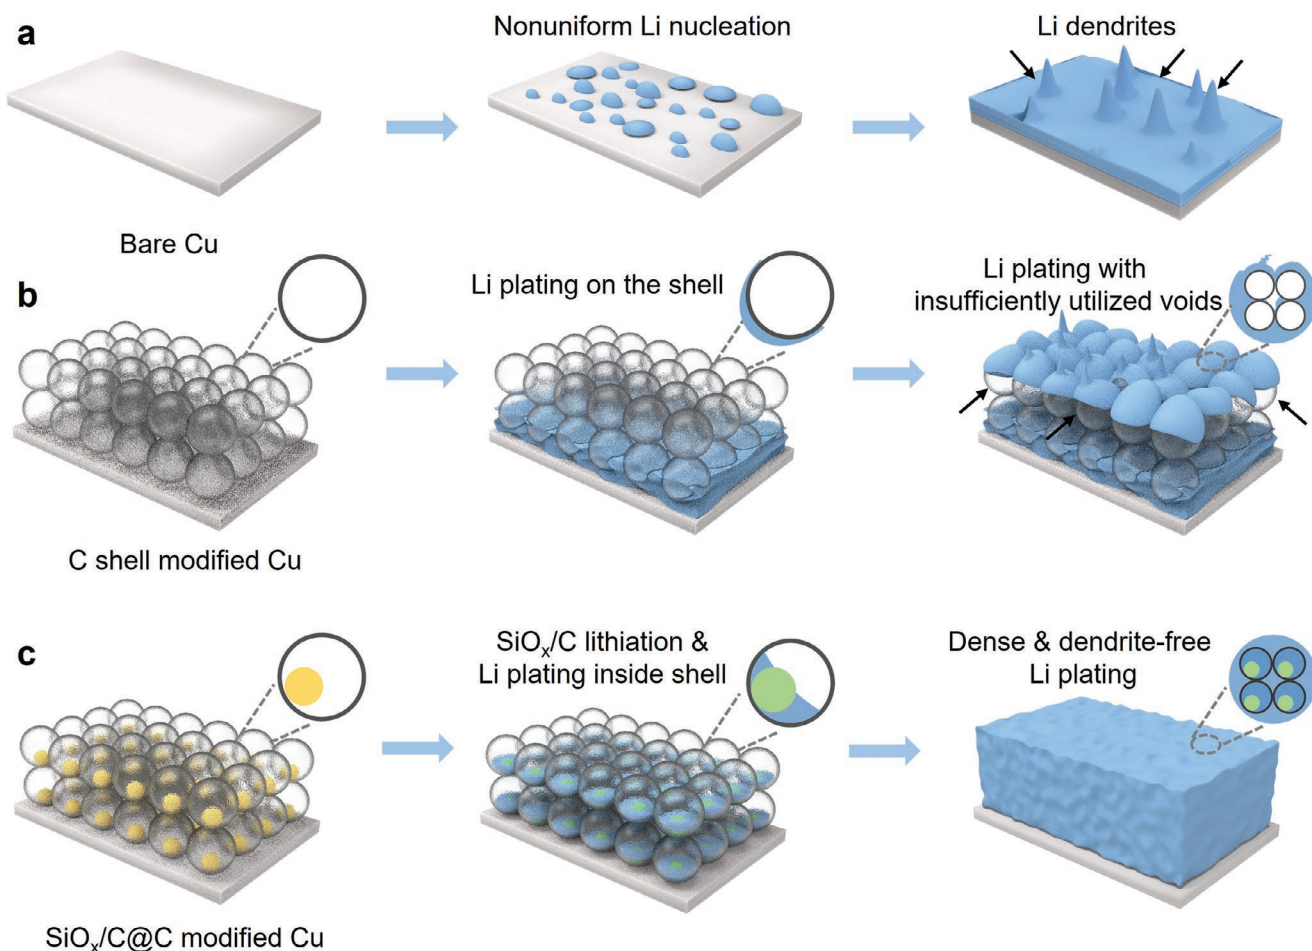 a
Nonuniform Li nucleation
Li dendrites
Bare Cu
b
Li plating on the shell
Li plating with
insufficiently utilized voids
C shell modified Cu
c
SiOₓ/C lithiation &
Li plating inside shell
Dense & dendrite-free
Li plating
SiOₓ/C@C modified Cu